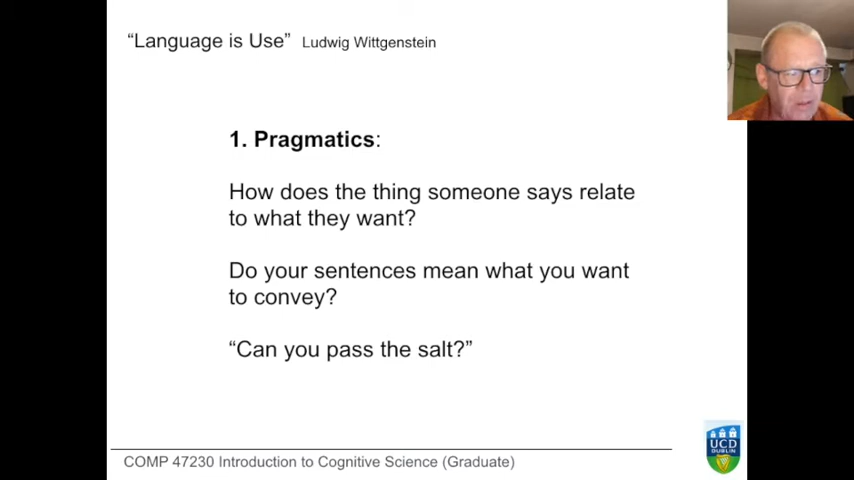 “Language is Use” Ludwig Wittgenstein
1. Pragmatics:
How does the thing someone says relate
to what they want?
Do your sentences mean what you want
to convey?
“Can you pass the salt?”
COMP 47230 Introduction to Cognitive Science (Graduate)
UCD
DUBLIN